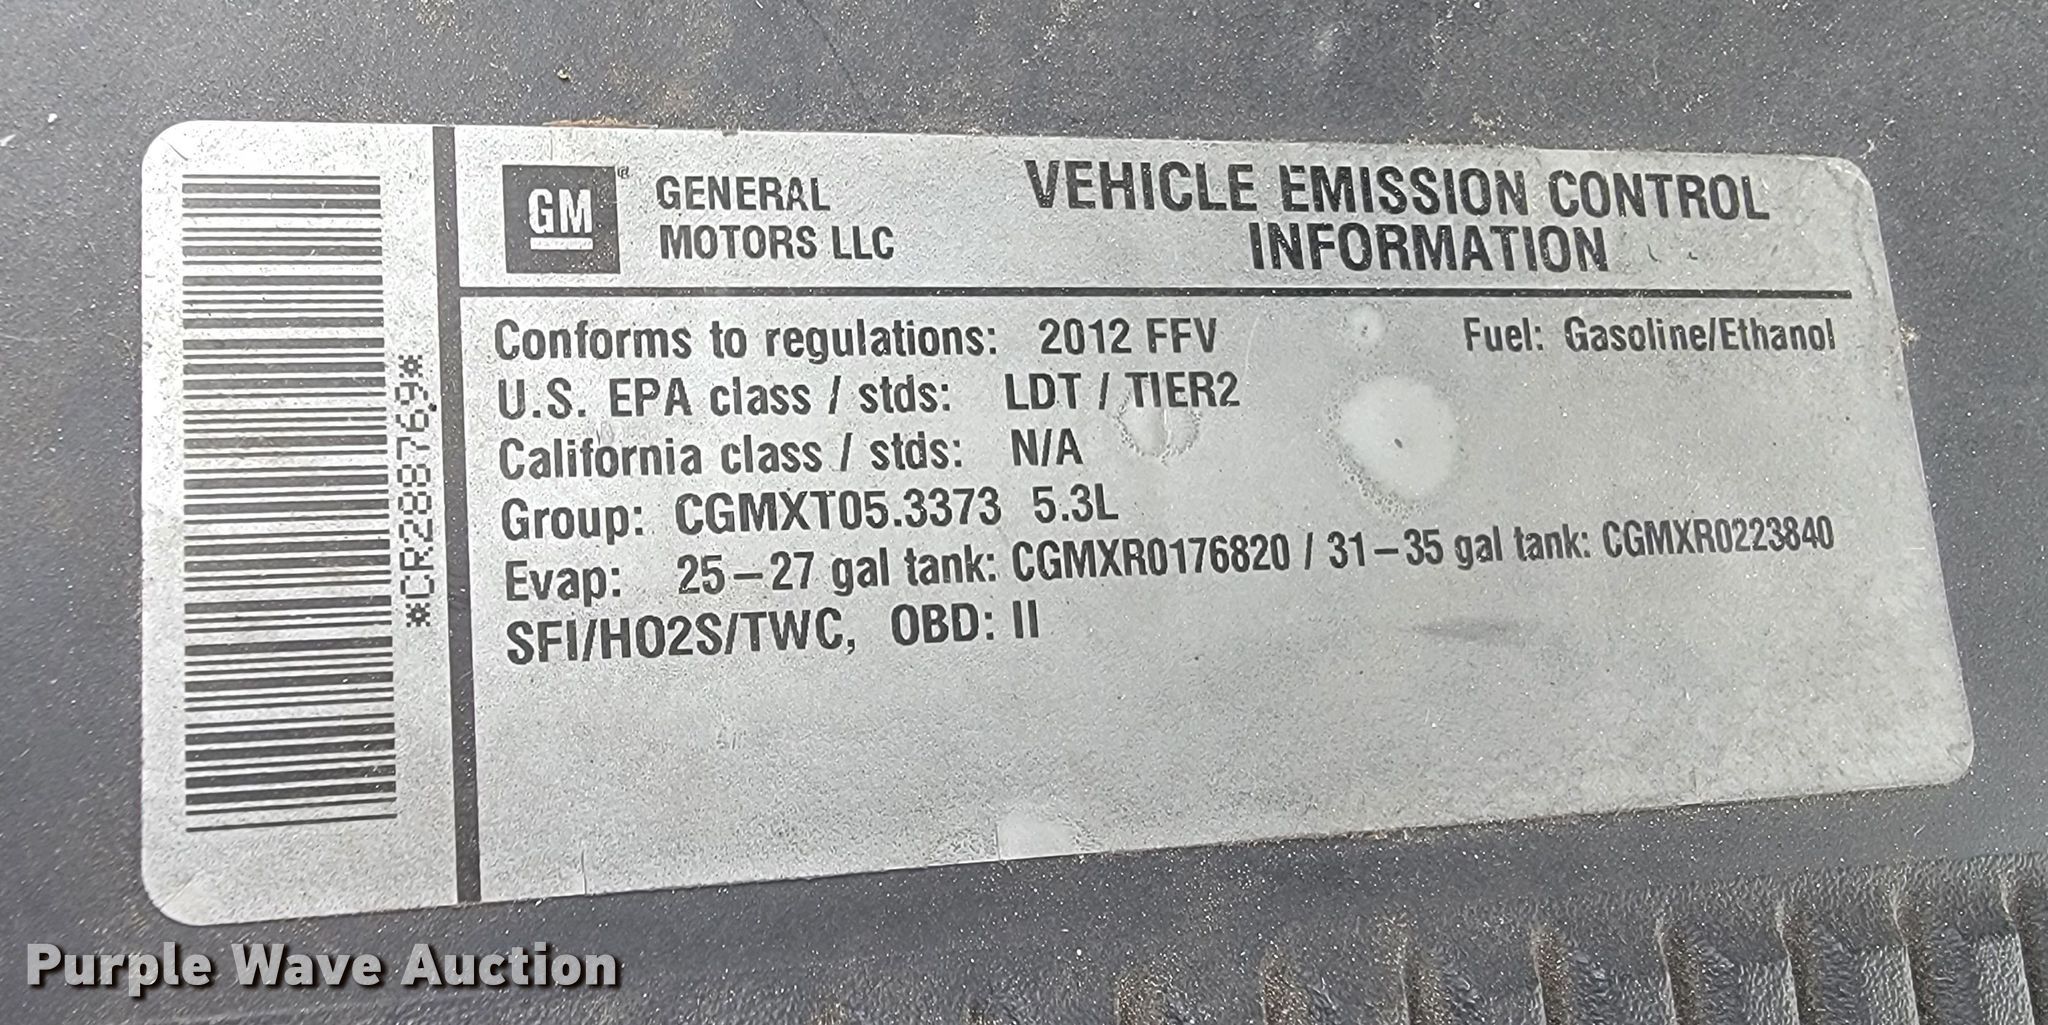 *CR288769*
GM®
GENERAL
MOTORS LLC
VEHICLE EMISSION CONTROL
INFORMATION
Conforms to regulations: 2012 FFV Fuel: Gasoline/Ethanol
U.S. EPA class / stds: LDT / TIER2
California class / stds: N/A
Group: CGMXT05.3373 5.3L
Evap: 25–27 gal tank: CGMXR0176820 / 31–35 gal tank: CGMXR0223840
SFI/HO2S/TWC, OBD: II
Purple Wave Auction